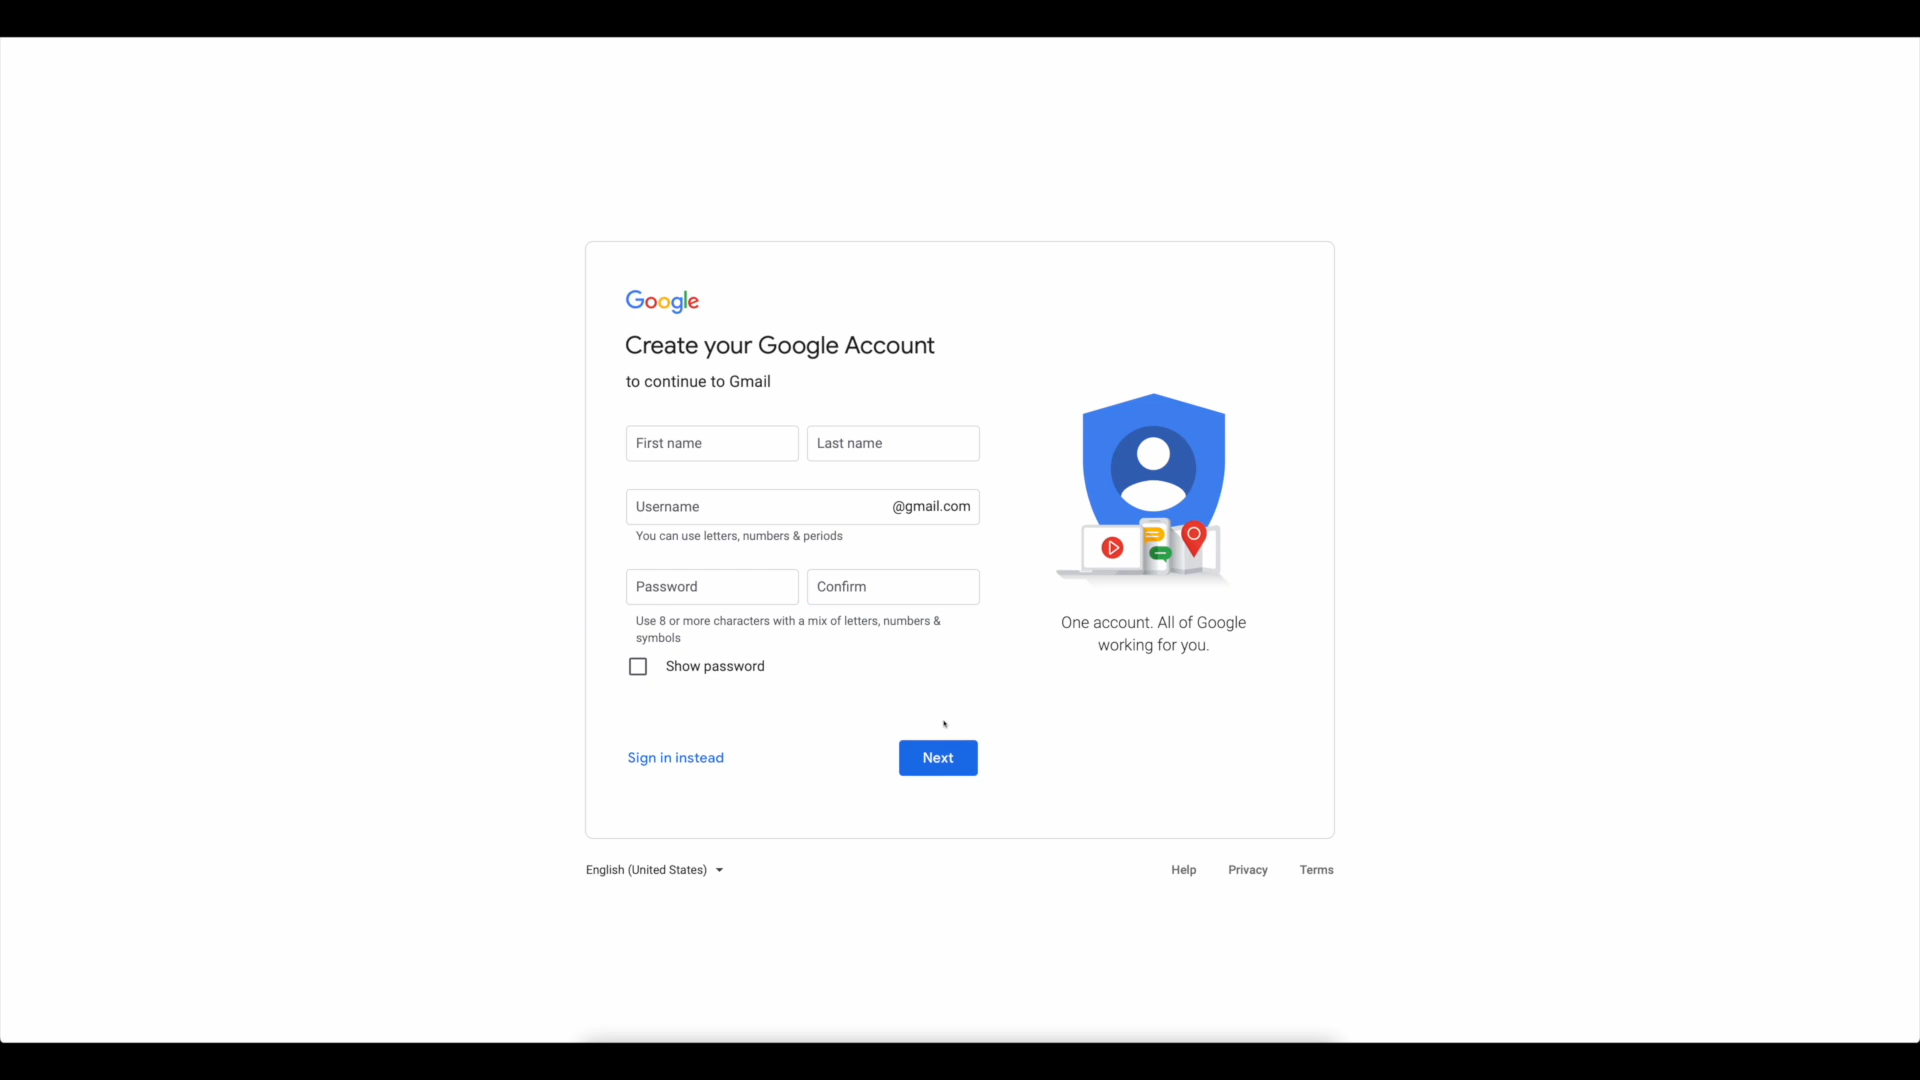 Google
Create your Google Account
to continue to Gmail
First name
Last name
Username
@gmail.com
You can use letters, numbers & periods
Password
Confirm
Use 8 or more characters with a mix of letters, numbers &
symbols
Show password
Sign in instead
Next
One account. All of Google
working for you.
English (United States)
Help
Privacy
Terms